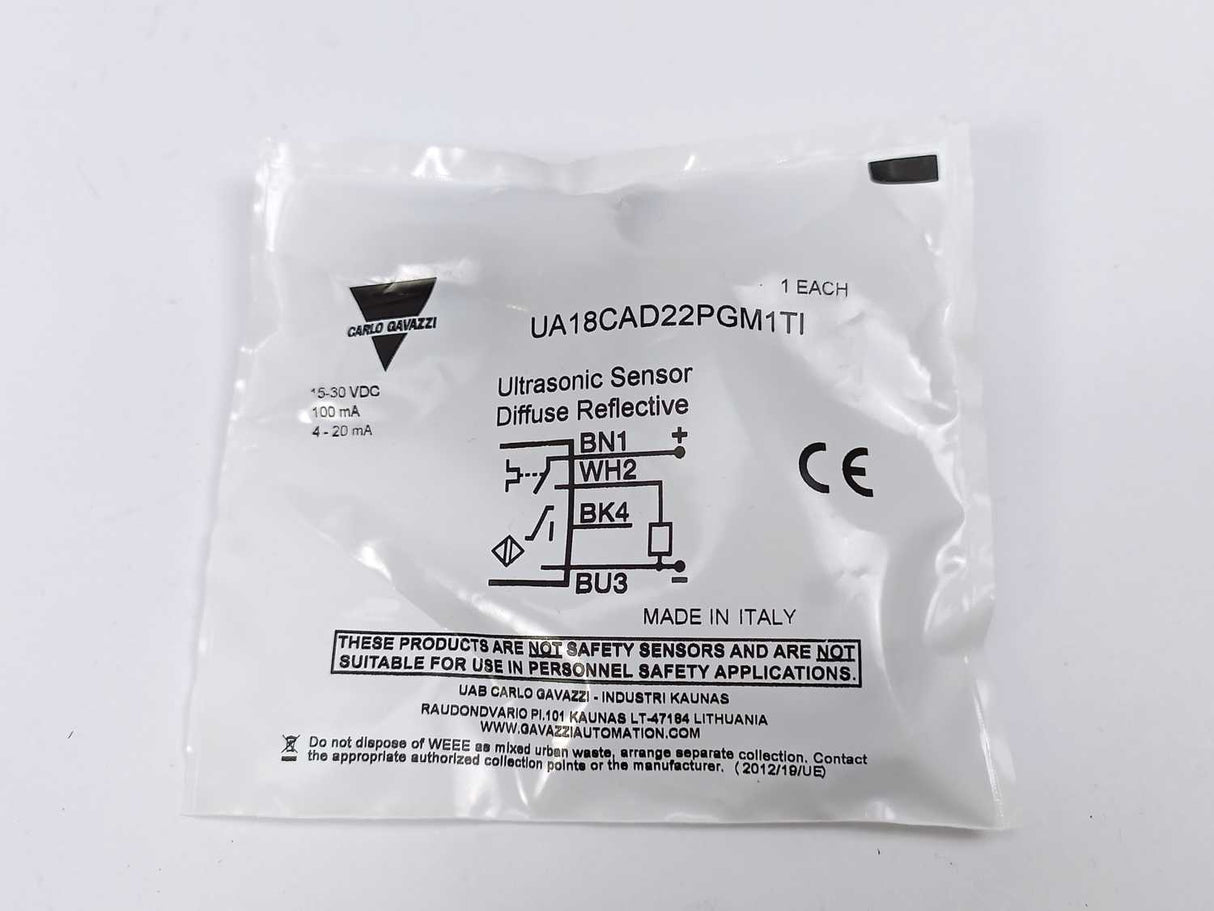 1 EACH
CARLO GAVAZZI
UA18CAD22PGM1TI
15-30 VDC
100 mA
4 - 20 mA
Ultrasonic Sensor
Diffuse Reflective
BN1 +
WH2
BK4
BU3 -
CE
MADE IN ITALY
THESE PRODUCTS ARE NOT SAFETY SENSORS AND ARE NOT
SUITABLE FOR USE IN PERSONNEL SAFETY APPLICATIONS.
UAB CARLO GAVAZZI - INDUSTRI KAUNAS
RAUDONDVARIO Pl.101 KAUNAS LT-47184 LITHUANIA
WWW.GAVAZZIAUTOMATION.COM
Do not dispose of WEEE as mixed urban waste, arrange separate collection. Contact
the appropriate authorized collection points or the manufacturer. (2012/19/UE)